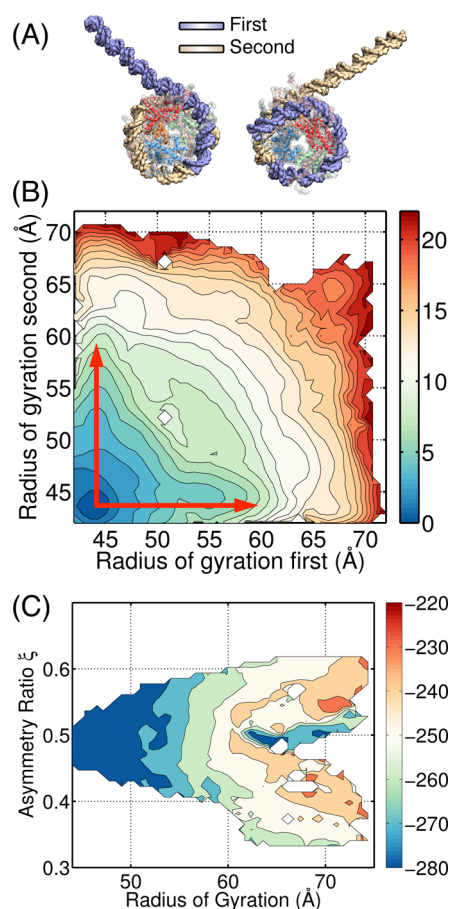 (A)
First
Second
(B)
Radius of gyration second (Å)
70
65
60
55
50
45
45 50 55 60 65 70
Radius of gyration first (Å)
20
15
10
5
0
(C)
Asymmetry Ratio ξ
0.6
0.5
0.4
0.3
50 60 70
Radius of Gyration (Å)
−220
−230
−240
−250
−260
−270
−280